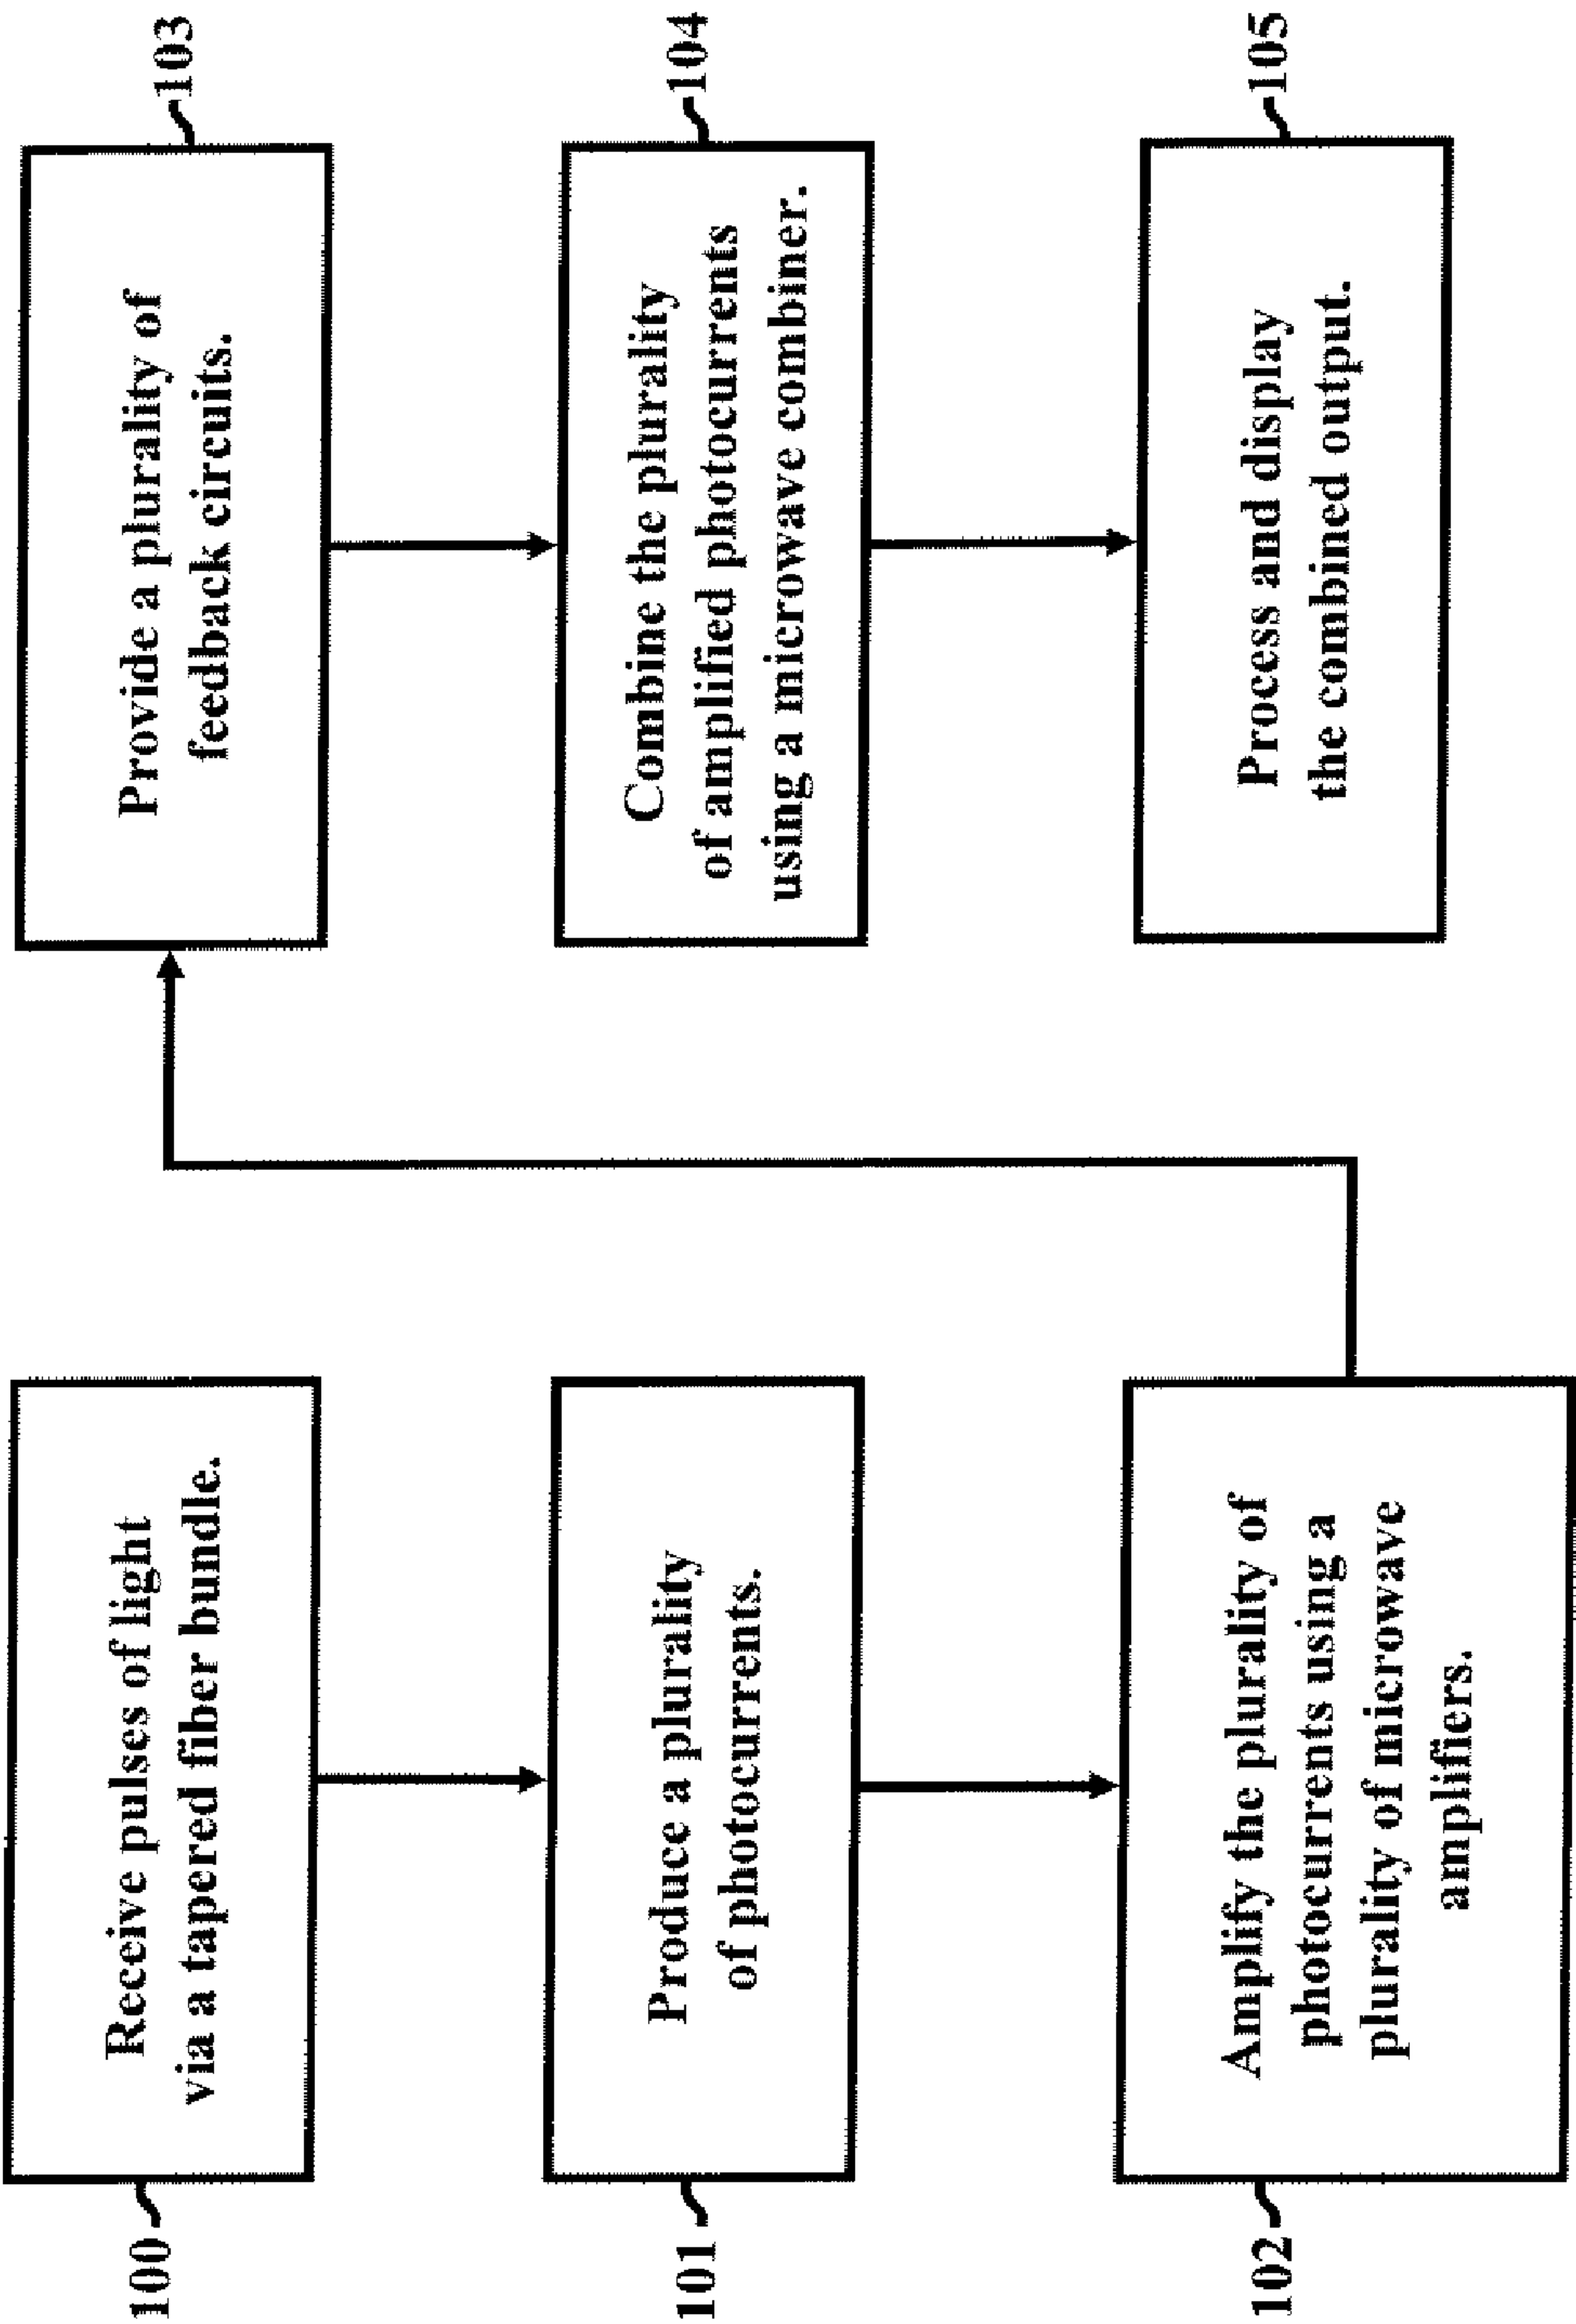 100
Receive pulses of light
via a tapered fiber bundle.
101
Produce a plurality
of photocurrents.
102
Amplify the plurality of
photocurrents using a
plurality of microwave
amplifiers.
Provide a plurality of
feedback circuits.
103
Combine the plurality
of amplified photocurrents
using a microwave combiner.
104
Process and display
the combined output.
105